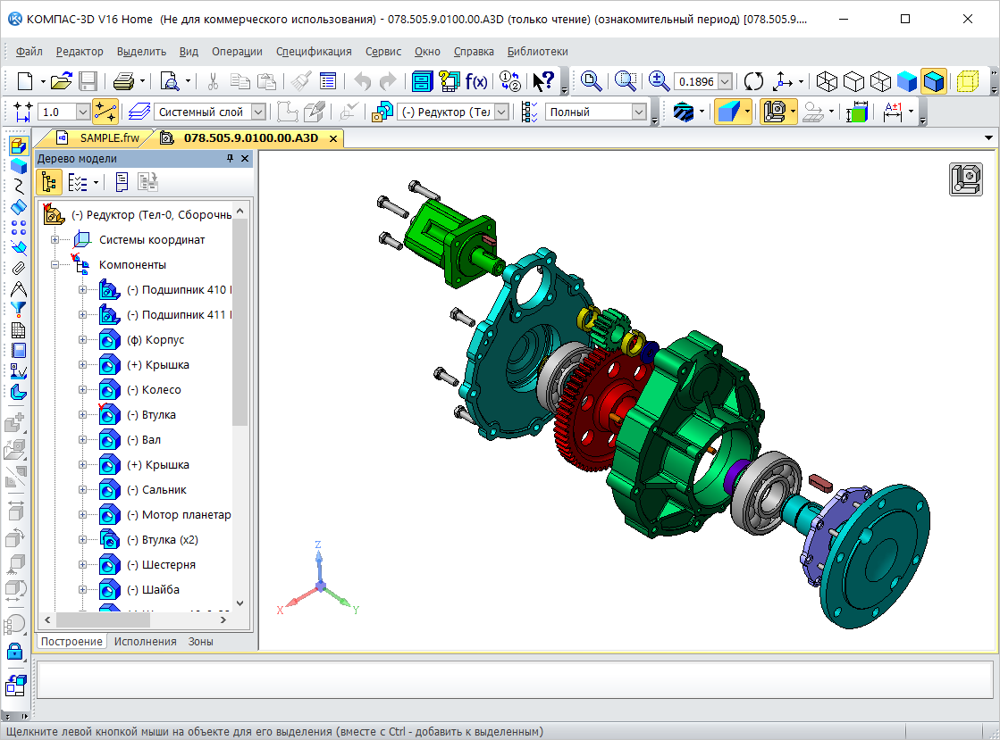 КОМПАС-3D V16 Home (Не для коммерческого использования) - 078.505.9.0100.00.A3D (только чтение) (ознакомительный период) [078.505.9....
Файл Редактор Выделить Вид Операции Спецификация Сервис Окно Справка Библиотеки
f(x) 0.1896
1.0 Системный слой (-) Редуктор (Тел Полный
SAMPLE.frw 078.505.9.0100.00.A3D
Дерево модели
(-) Редуктор (Тел-0, Сборочнь
Системы координат
Компоненты
(-) Подшипник 410
(-) Подшипник 411
(ф) Корпус
(+) Крышка
(-) Колесо
(-) Втулка
(-) Вал
(+) Крышка
(-) Сальник
(-) Мотор планетар
(-) Втулка (x2)
(-) Шестерня
(-) Шайба
Z
X
Y
Построение Исполнения Зоны
Щелкните левой кнопкой мыши на объекте для его выделения (вместе с Ctrl - добавить к выделенным)